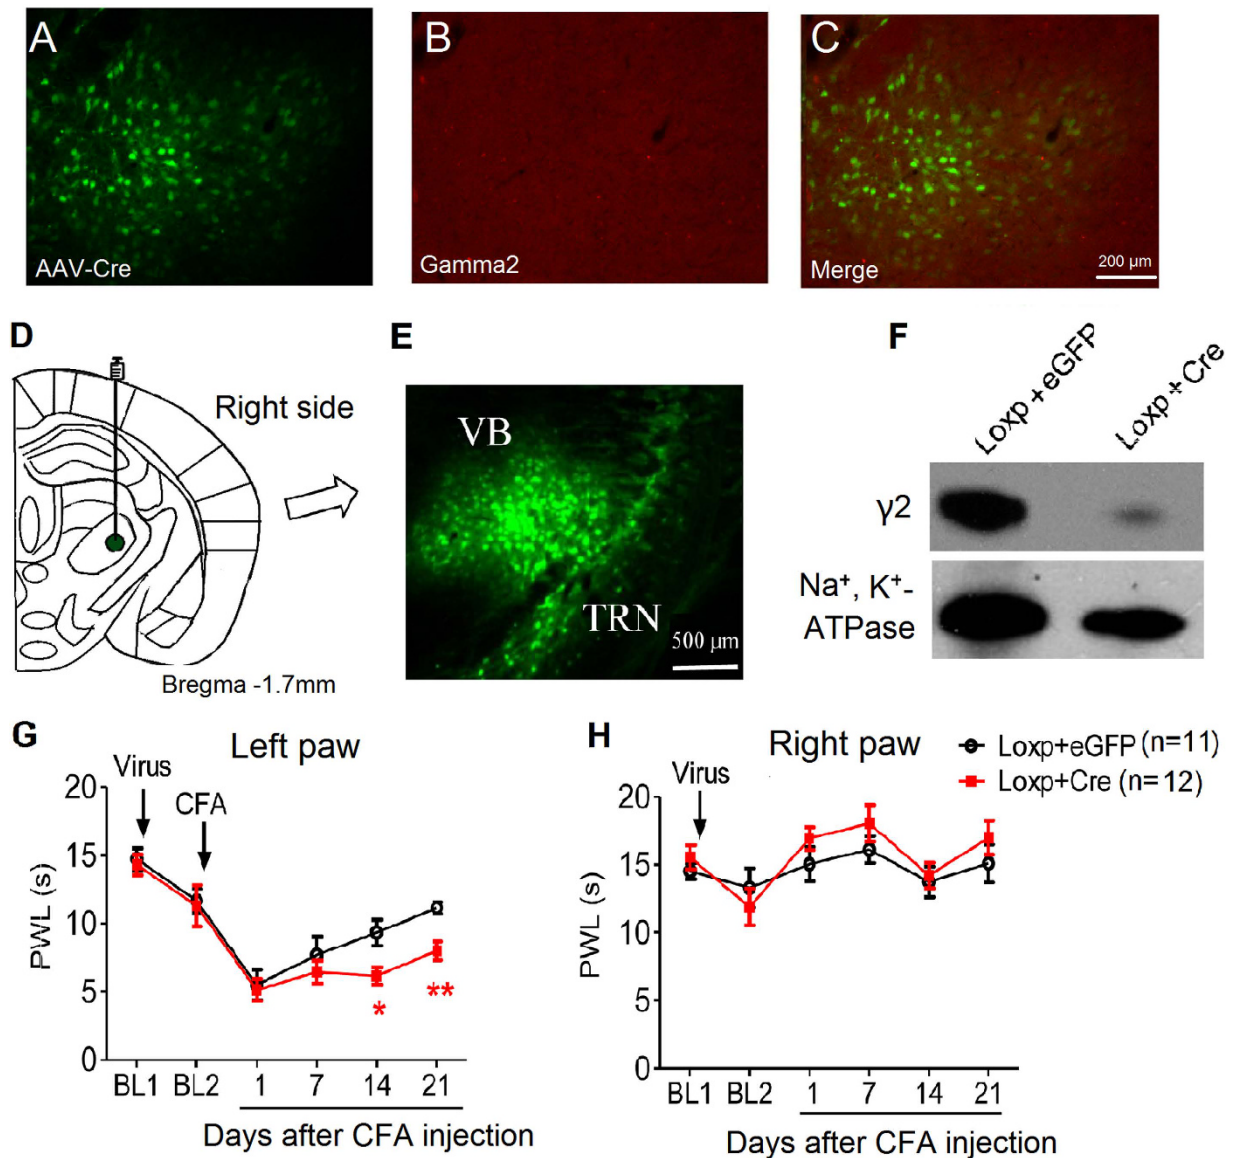 A
AAV-Cre
B
Gamma2
C
Merge
200 μm
D
Right side
Bregma -1.7mm
E
VB
TRN
500 μm
F
Loxp+eGFP
Loxp+Cre
γ2
Na⁺, K⁺-
ATPase
G
Left paw
Virus
CFA
PWL (s)
20
15
10
5
0
*
**
BL1 BL2 1 7 14 21
Days after CFA injection
H
Right paw
Loxp+eGFP (n=11)
Loxp+Cre (n=12)
Virus
PWL (s)
20
15
10
5
0
BL1 BL2 1 7 14 21
Days after CFA injection